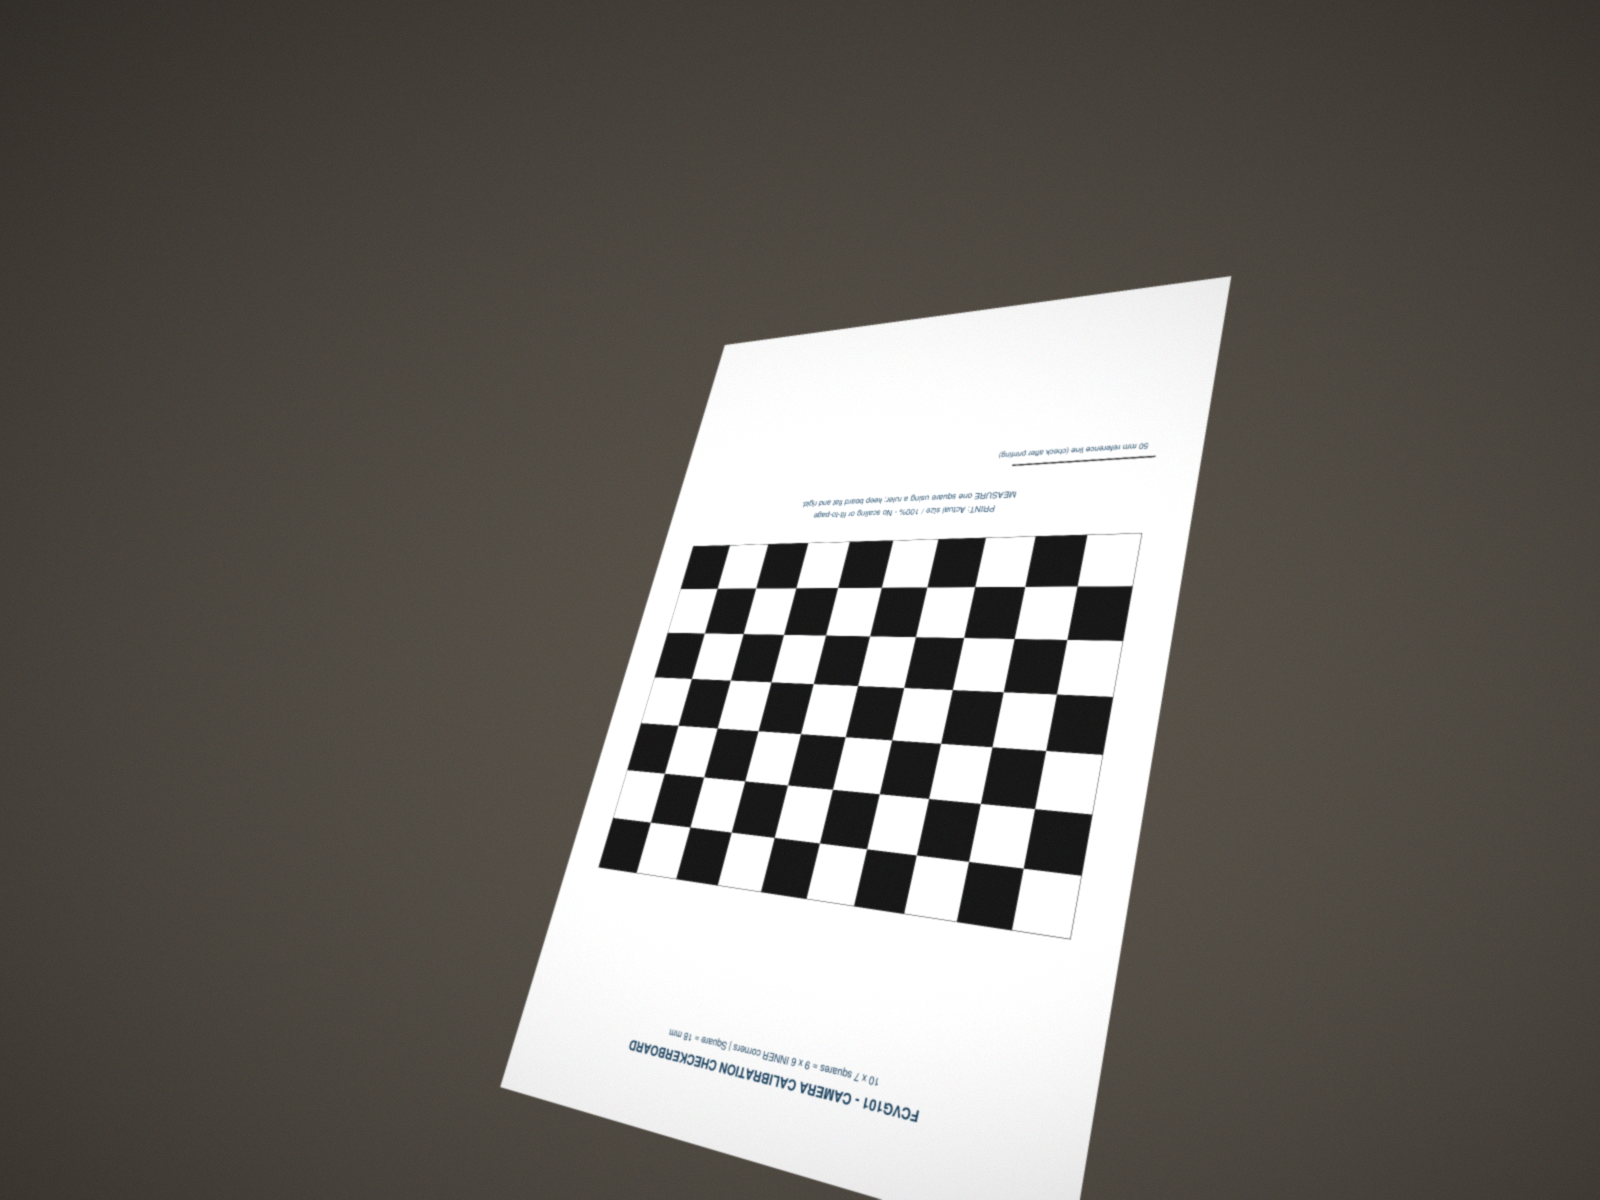 FCVG101 - CAMERA CALIBRATION CHECKERBOARD
10 x 7 squares = 9 x 6 INNER corners | Square = 18 mm
PRINT: Actual size / 100% - No scaling or fit-to-page
MEASURE one square using a ruler; keep board flat and rigid.
50 mm reference line (check after printing)